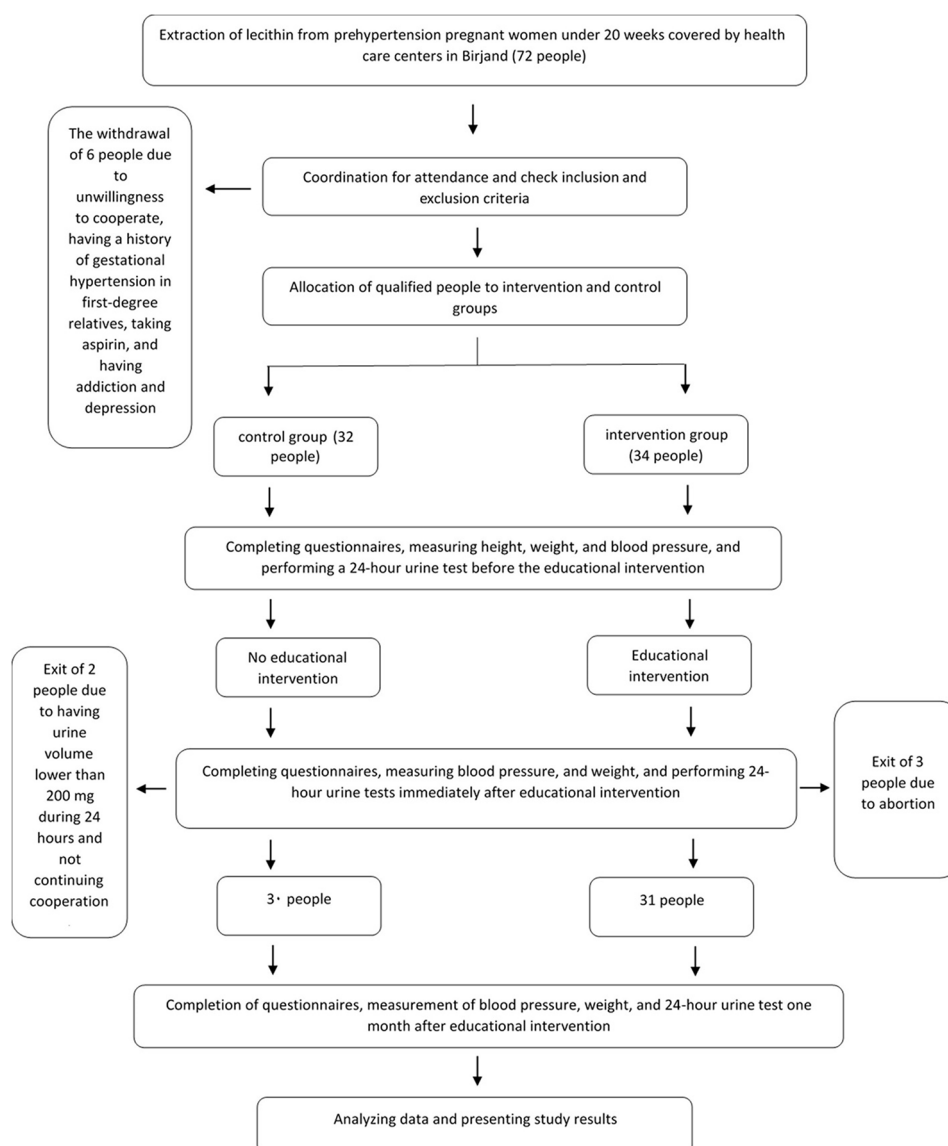 Extraction of lecithin from prehypertension pregnant women under 20 weeks covered by health
care centers in Birjand (72 people)
The withdrawal
of 6 people due
to
unwillingness
to cooperate,
having a history
of gestational
hypertension in
first-degree
relatives, taking
aspirin, and
having
addiction and
depression
Coordination for attendance and check inclusion and
exclusion criteria
Allocation of qualified people to intervention and control
groups
control group (32
people)
intervention group
(34 people)
Completing questionnaires, measuring height, weight, and blood pressure, and
performing a 24-hour urine test before the educational intervention
No educational
intervention
Educational
intervention
Exit of 2
people due
to having
urine
volume
lower than
200 mg
during 24
hours and
not
continuing
cooperation
Completing questionnaires, measuring blood pressure, and weight, and performing 24-
hour urine tests immediately after educational intervention
Exit of 3
people due
to abortion
3٠ people
31 people
Completion of questionnaires, measurement of blood pressure, weight, and 24-hour urine test one
month after educational intervention
Analyzing data and presenting study results